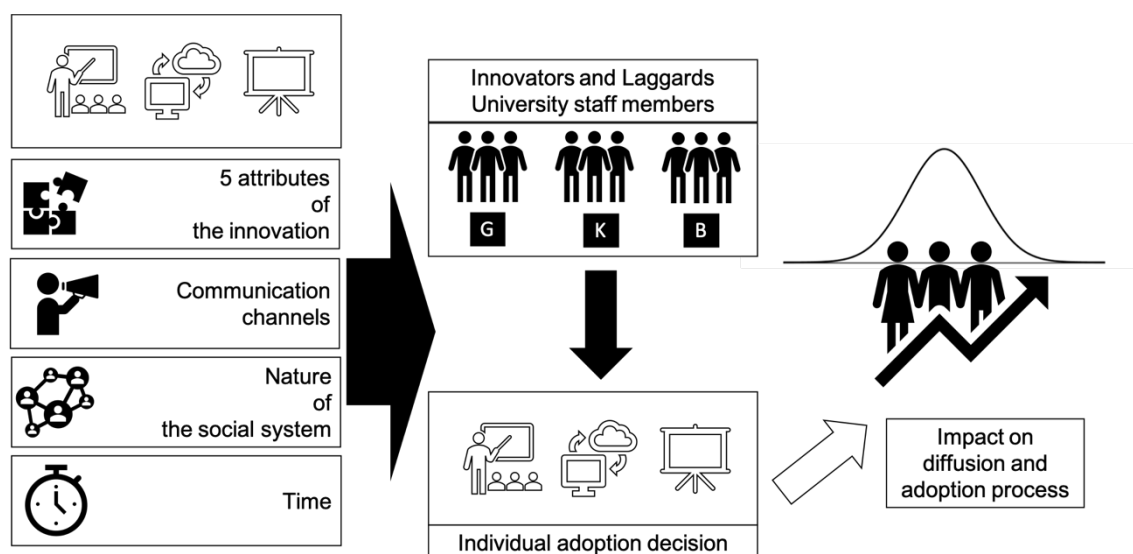 5 attributes
of
the innovation
Communication
channels
Nature
of
the social system
Time
Innovators and Laggards
University staff members
G
K
B
Individual adoption decision
Impact on
diffusion and
adoption process